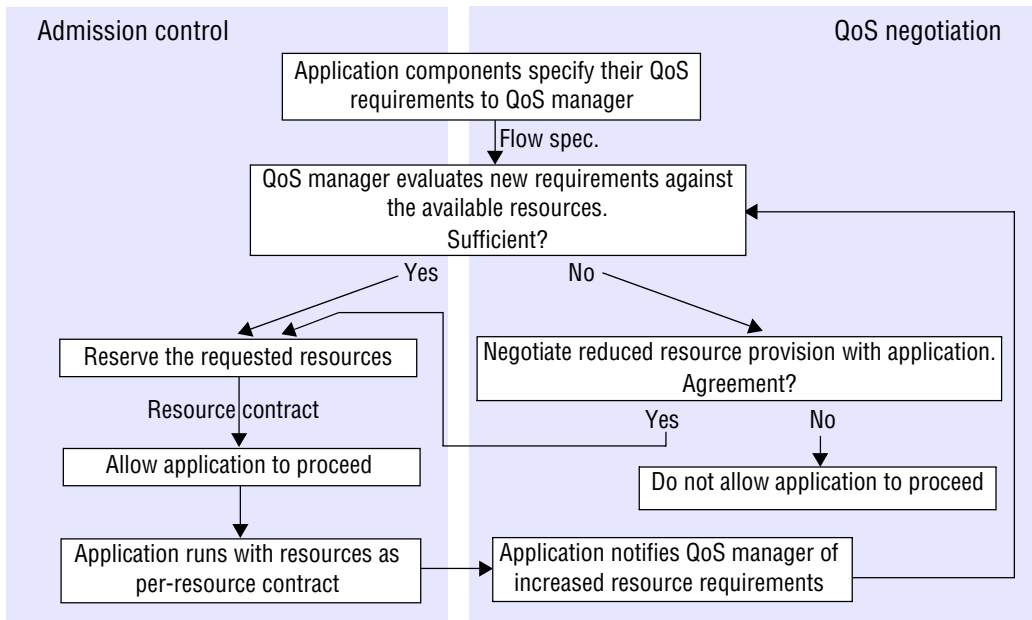 Admission control
QoS negotiation
Application components specify their QoS
requirements to QoS manager
Flow spec.
QoS manager evaluates new requirements against
the available resources.
Sufficient?
Yes
No
Reserve the requested resources
Negotiate reduced resource provision with application.
Agreement?
Resource contract
Yes
No
Allow application to proceed
Do not allow application to proceed
Application runs with resources as
per-resource contract
Application notifies QoS manager of
increased resource requirements